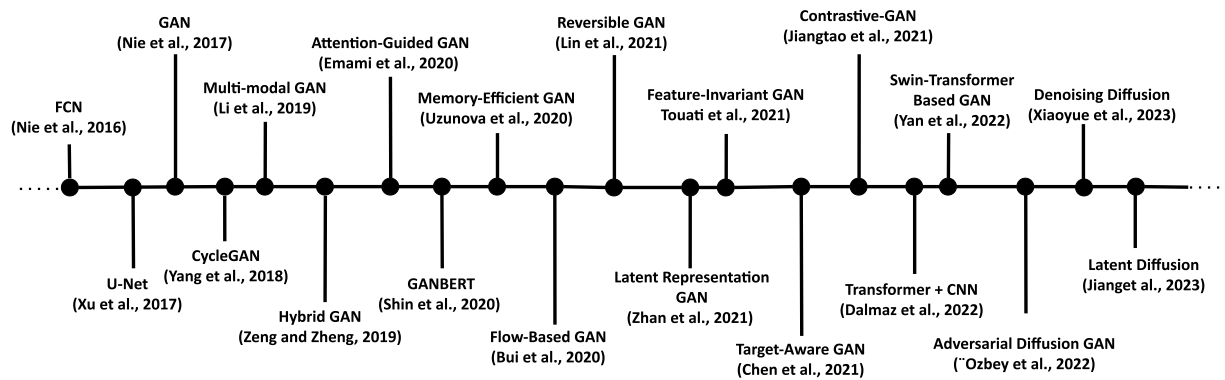 FCN
(Nie et al., 2016)
U-Net
(Xu et al., 2017)
GAN
(Nie et al., 2017)
CycleGAN
(Yang et al., 2018)
Multi-modal GAN
(Li et al., 2019)
Hybrid GAN
(Zeng and Zheng, 2019)
Attention-Guided GAN
(Emami et al., 2020)
GANBERT
(Shin et al., 2020)
Memory-Efficient GAN
(Uzunova et al., 2020)
Flow-Based GAN
(Bui et al., 2020)
Reversible GAN
(Lin et al., 2021)
Latent Representation
GAN
(Zhan et al., 2021)
Feature-Invariant GAN
Touati et al., 2021)
Target-Aware GAN
(Chen et al., 2021)
Contrastive-GAN
(Jiangtao et al., 2021)
Transformer + CNN
(Dalmaz et al., 2022)
Swin-Transformer
Based GAN
(Yan et al., 2022)
Adversarial Diffusion GAN
(¨Ozbey et al., 2022)
Denoising Diffusion
(Xiaoyue et al., 2023)
Latent Diffusion
(Jianget al., 2023)